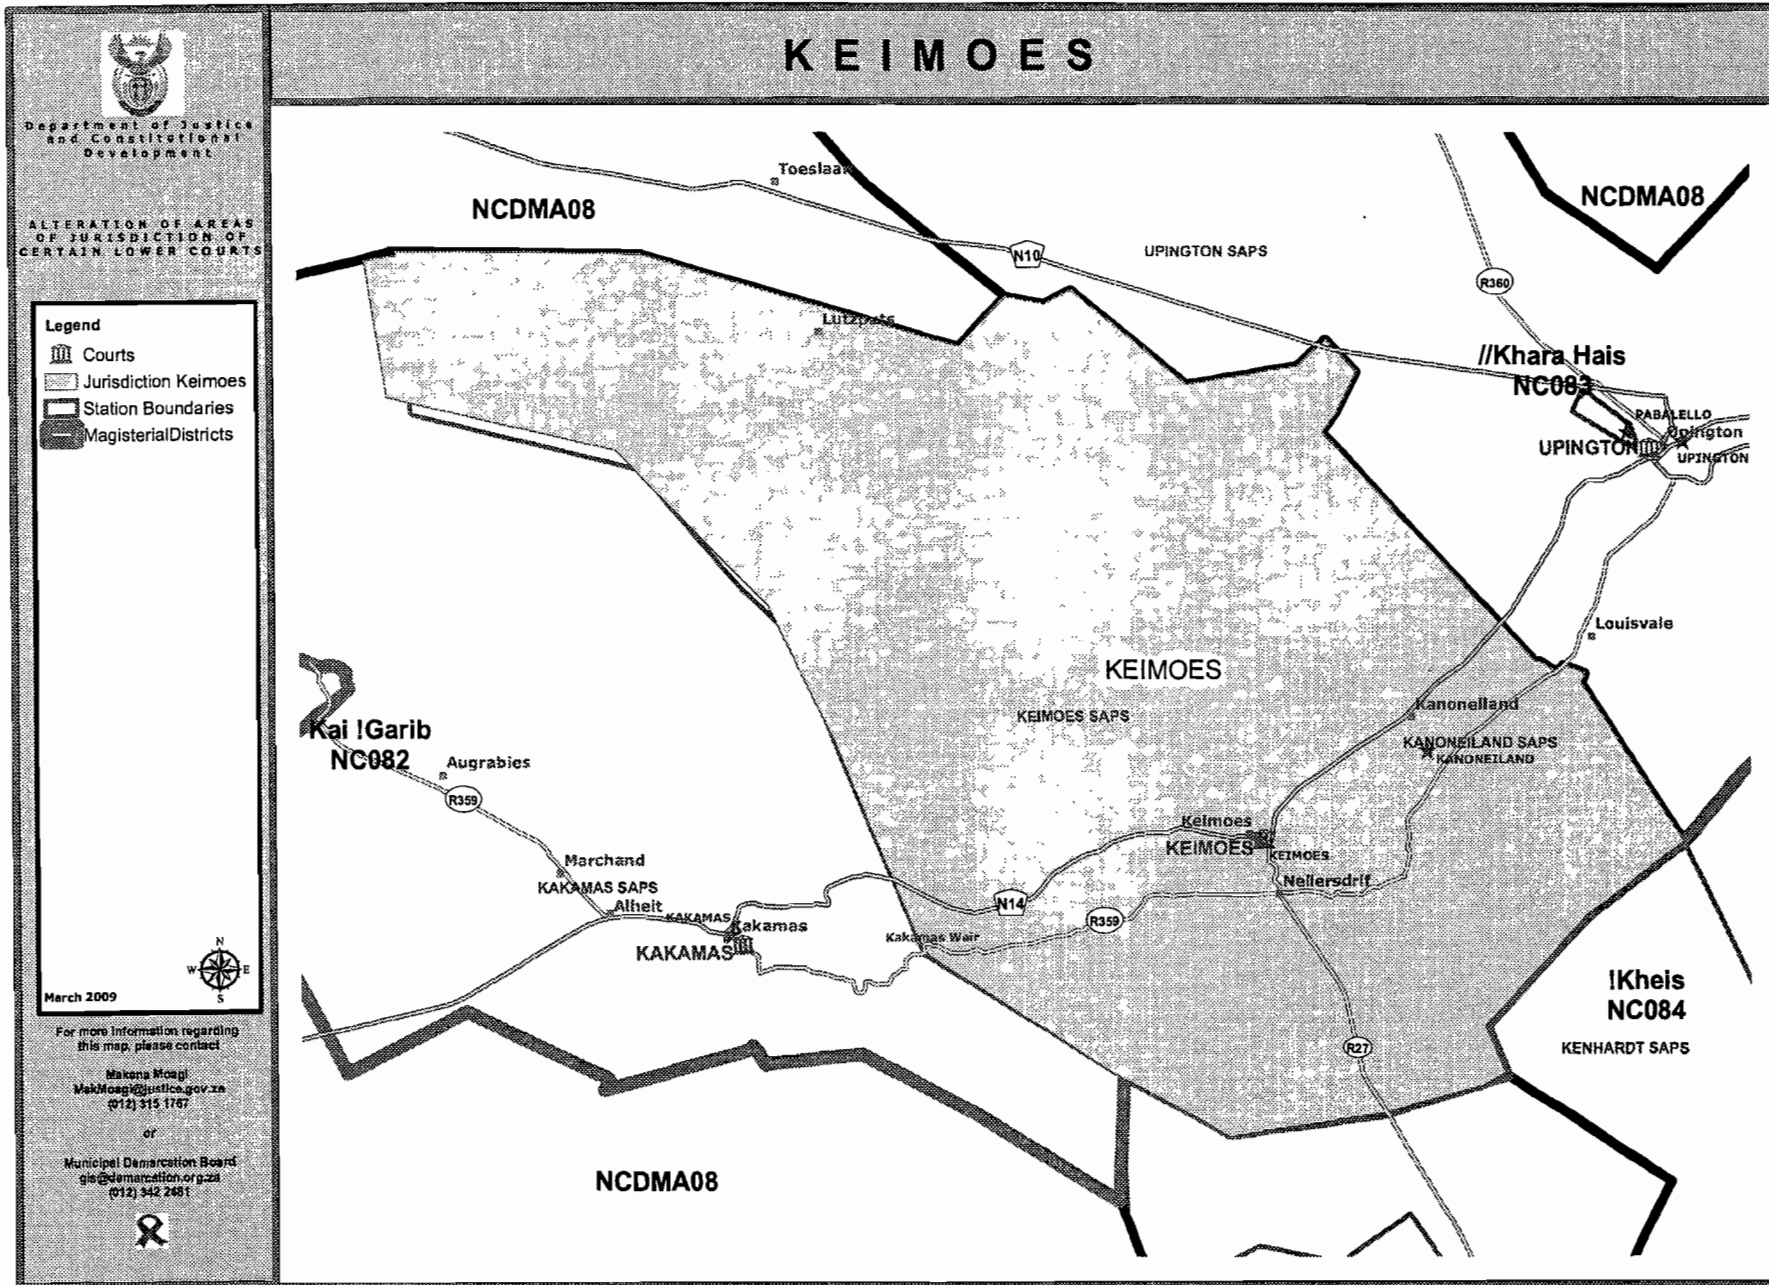 KEIMOES
Department of Justice
and Constitutional
Development
ALTERATION OF AREAS
OF JURISDICTION OF
CERTAIN LOWER COURTS
Legend
Courts
Jurisdiction Keimoes
Station Boundaries
MagisterialDistricts
N
W
E
S
March 2009
For more information regarding
this map, please contact
Makana Moagi
MakMoagi@justice.gov.za
(012) 315 1767
or
Municipal Demarcation Board
gis@demarcation.org.za
(012) 342 2681
Toeslaan
NCDMA08
NCDMA08
N10
UPINGTON SAPS
R360
Lutzputs
//Khara Hais
NC083
PABALELLO
Upington
UPINGTON
UPINGTON
Louisvale
KEIMOES
KEIMOES SAPS
Kanoneiland
KANONEILAND SAPS
KANONEILAND
Kai !Garib
NC082
Augrabies
R359
Keimoes
KEIMOES
KEIMOES
Marchand
KAKAMAS SAPS
Alheit
KAKAMAS
Kakamas
KAKAMAS
Neilersdrif
N14
R359
Kakamas Weir
!Kheis
NC084
R27
KENHARDT SAPS
NCDMA08